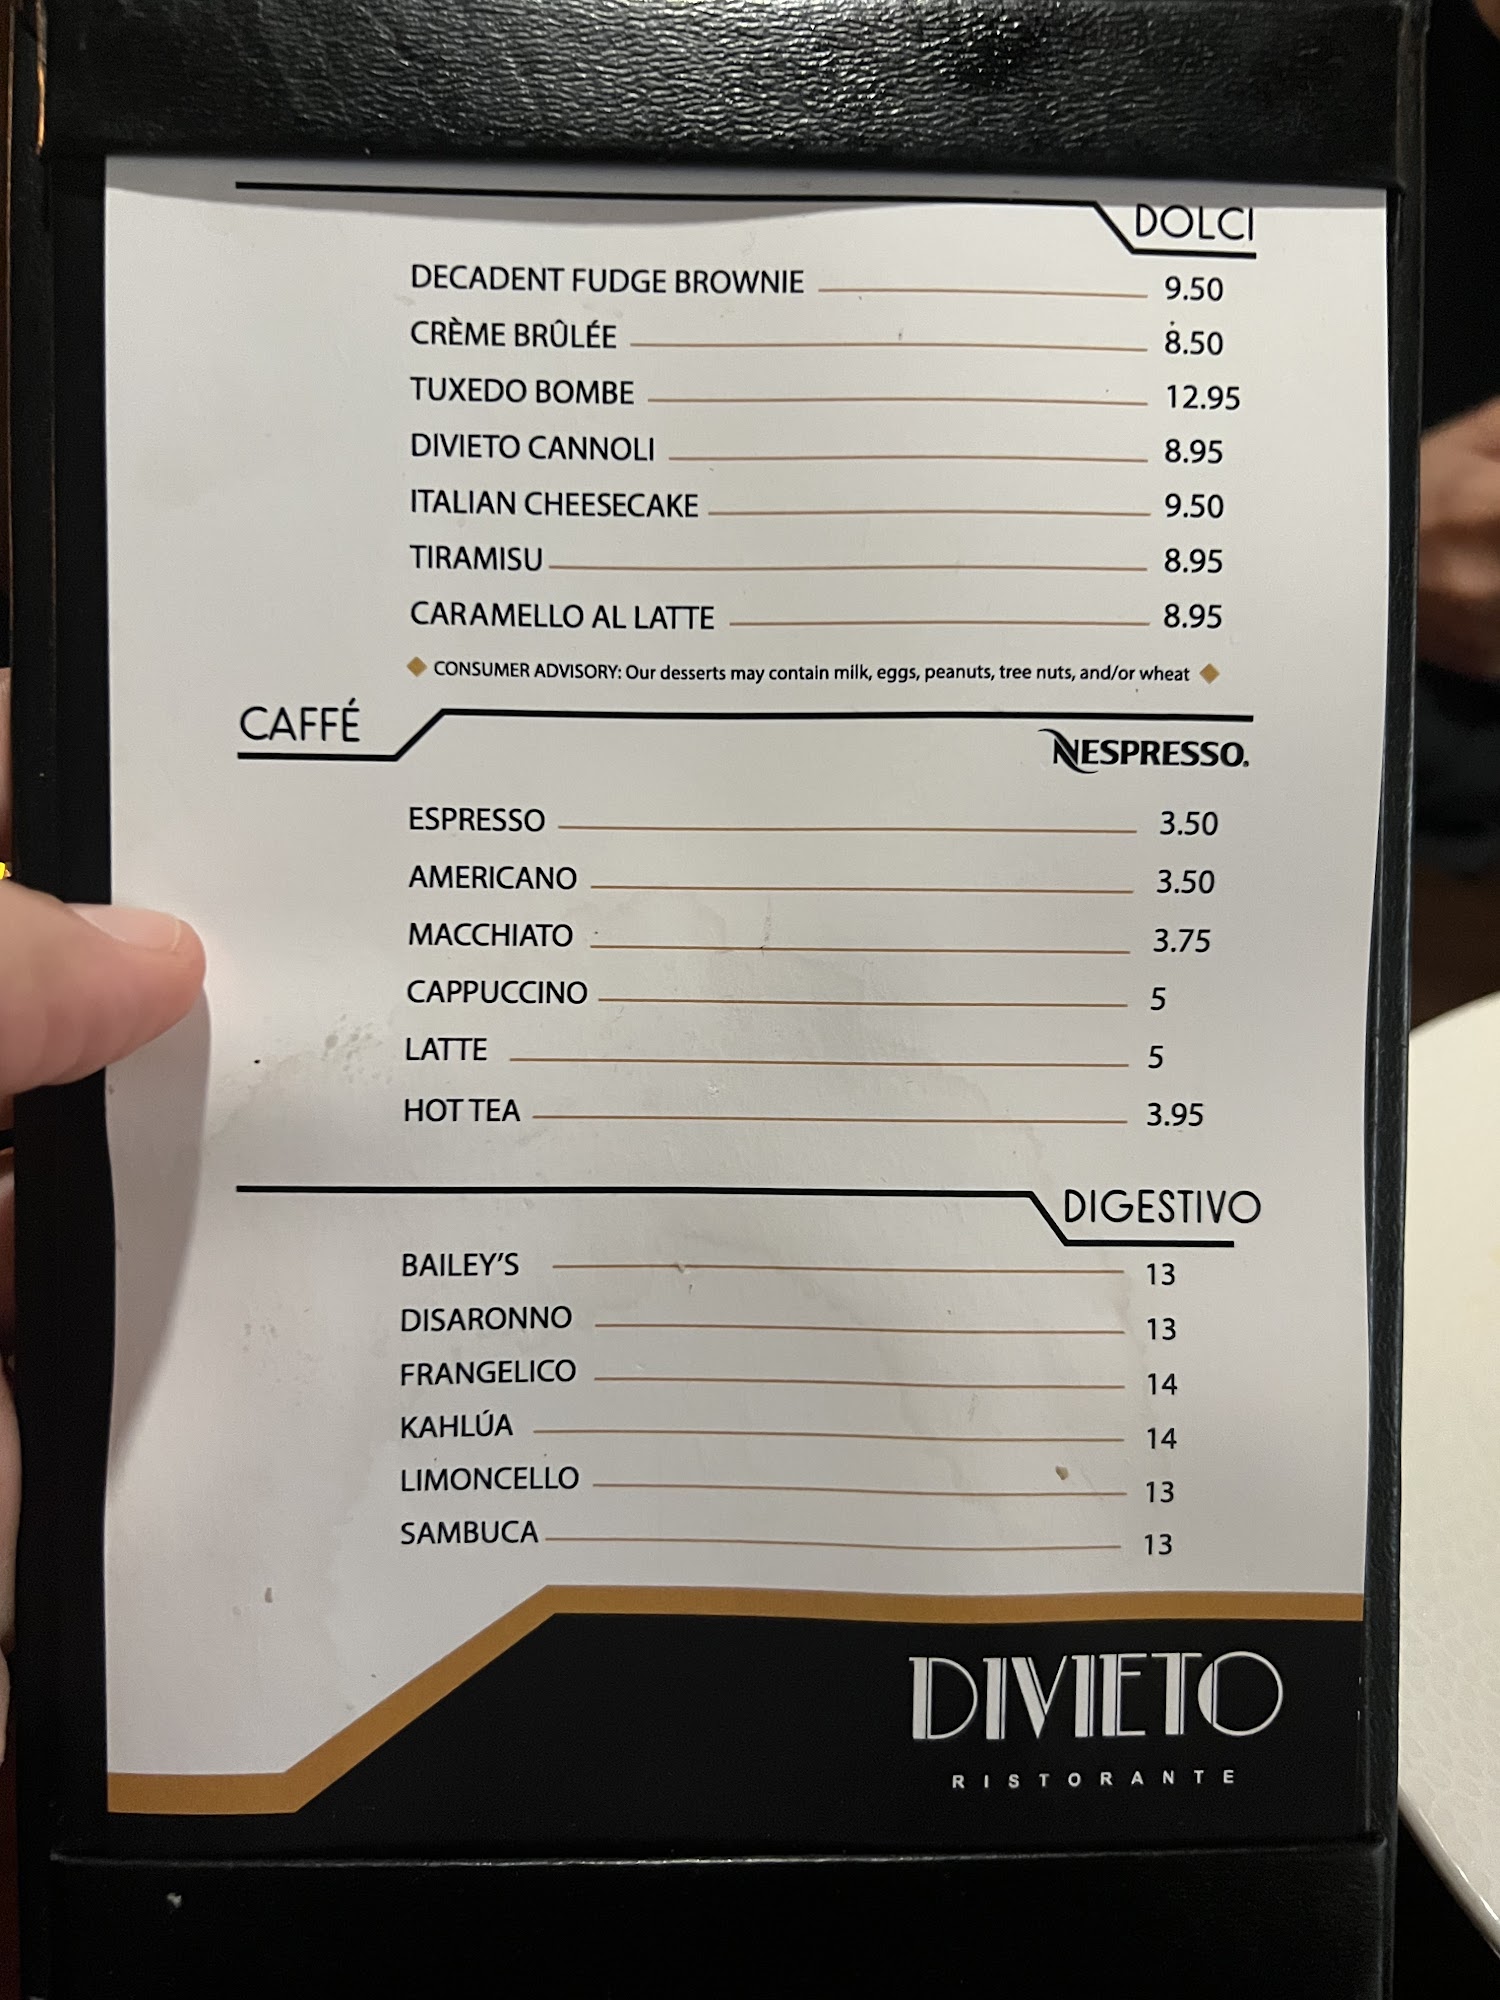 DOLCI
DECADENT FUDGE BROWNIE 9.50
CRÈME BRÛLÉE 8.50
TUXEDO BOMBE 12.95
DIVIETO CANNOLI 8.95
ITALIAN CHEESECAKE 9.50
TIRAMISU 8.95
CARAMELLO AL LATTE 8.95
CONSUMER ADVISORY: Our desserts may contain milk, eggs, peanuts, tree nuts, and/or wheat
CAFFÉ
NESPRESSO.
ESPRESSO 3.50
AMERICANO 3.50
MACCHIATO 3.75
CAPPUCCINO 5
LATTE 5
HOT TEA 3.95
DIGESTIVO
BAILEY'S 13
DISARONNO 13
FRANGELICO 14
KAHLÚA 14
LIMONCELLO 13
SAMBUCA 13
DIVIETO
RISTORANTE